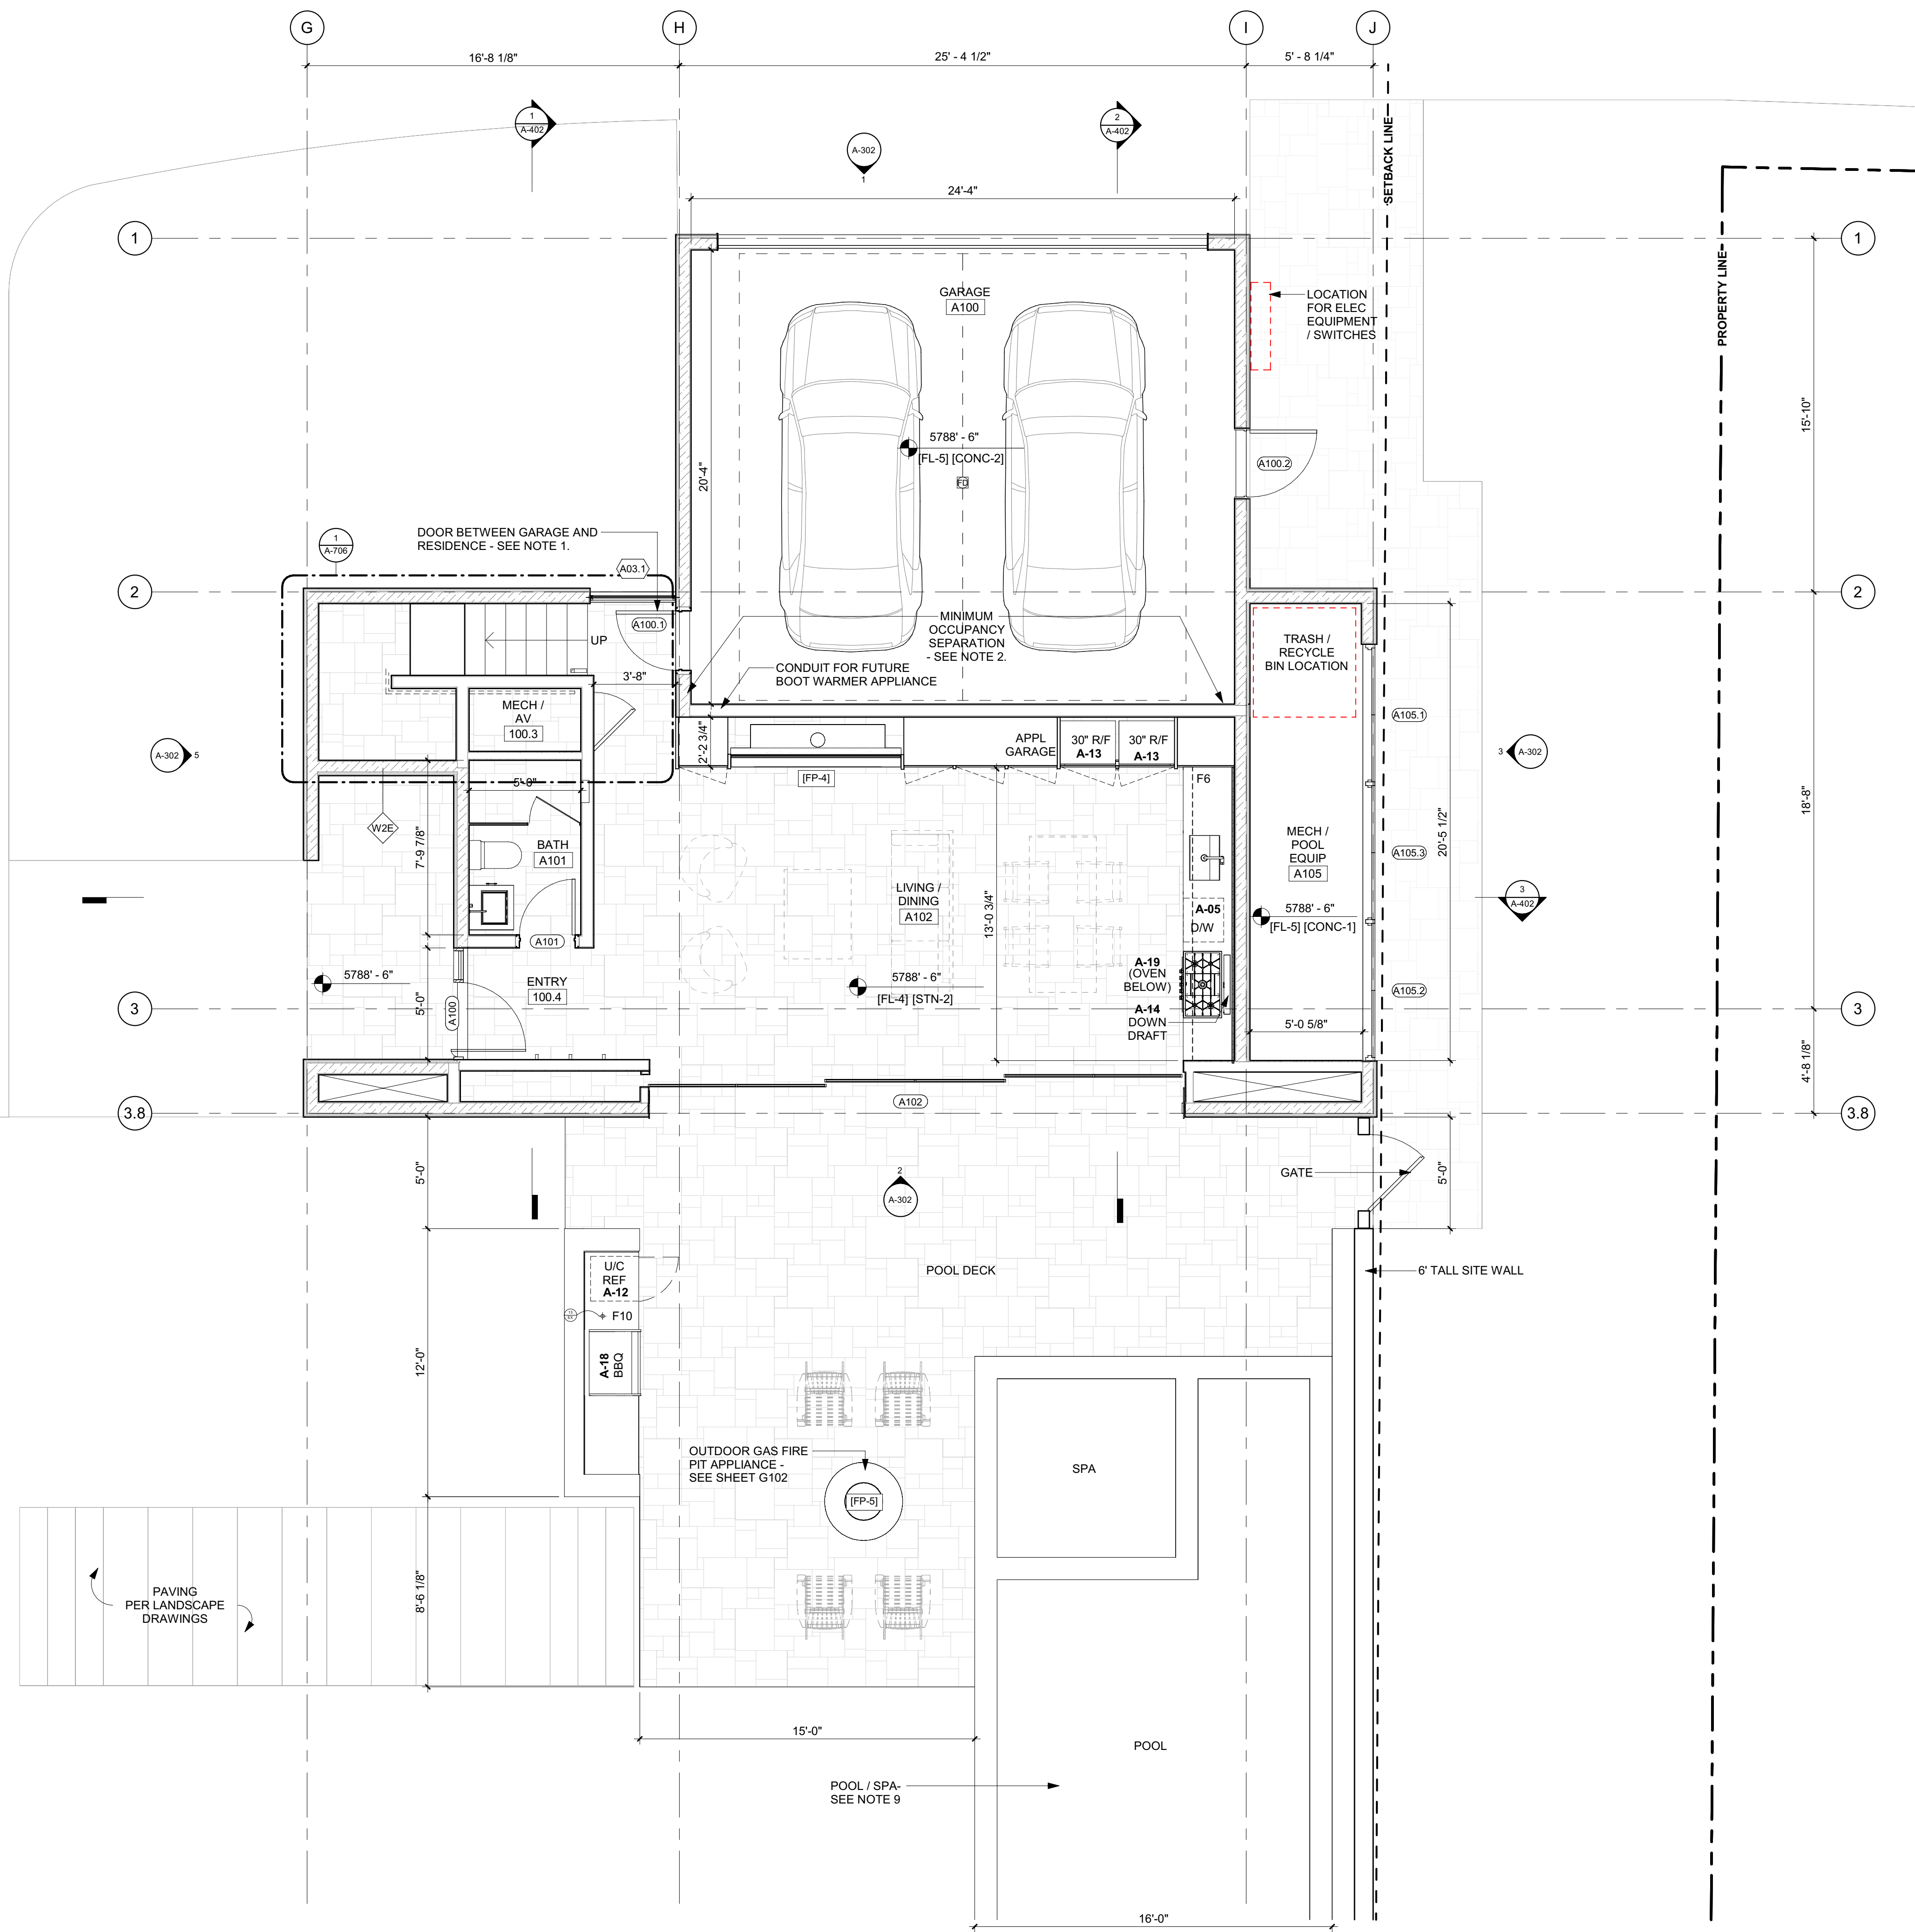 G
H
I
J
16'-8 1/8"
25' - 4 1/2"
5' - 8 1/4"
1
A-402
2
A-402
A-302
1
SETBACK LINE
24'-4"
1
1
PROPERTY LINE
GARAGE
A100
LOCATION
FOR ELEC
EQUIPMENT
/ SWITCHES
15'-10"
5788' - 6"
[FL-5] [CONC-2]
FD
A100.2
20'-4"
1
A-706
DOOR BETWEEN GARAGE AND
RESIDENCE - SEE NOTE 1.
A03.1
2
2
A100.1
UP
MINIMUM
OCCUPANCY
SEPARATION
- SEE NOTE 2.
TRASH /
RECYCLE
BIN LOCATION
3'-8"
CONDUIT FOR FUTURE
BOOT WARMER APPLIANCE
MECH /
AV
100.3
A105.1
A-302
5
2'-2 3/4"
APPL
GARAGE
30" R/F
A-13
30" R/F
A-13
3
A-302
[FP-4]
F6
18'-8"
W2E
7'-9 7/8"
BATH
A101
MECH /
POOL
EQUIP
A105
A105.3
20'-5 1/2"
LIVING /
DINING
A102
13'-0 3/4"
A-05
D/W
3
A-402
5788' - 6"
[FL-5] [CONC-1]
A101
5788' - 6"
ENTRY
100.4
5788' - 6"
[FL-4] [STN-2]
A-19
(OVEN
BELOW)
A-14
DOWN
DRAFT
A105.2
5'-0"
A100
3
3
5'-0 5/8"
4'-8 1/8"
3.8
A102
3.8
5'-0"
2
A-302
GATE
5'-0"
U/C
REF
A-12
POOL DECK
6' TALL SITE WALL
F10
12'-0"
A-18
BBQ
OUTDOOR GAS FIRE
PIT APPLIANCE -
SEE SHEET G102
SPA
[FP-5]
8'-6 1/8"
PAVING
PER LANDSCAPE
DRAWINGS
15'-0"
POOL
POOL / SPA-
SEE NOTE 9
16'-0"